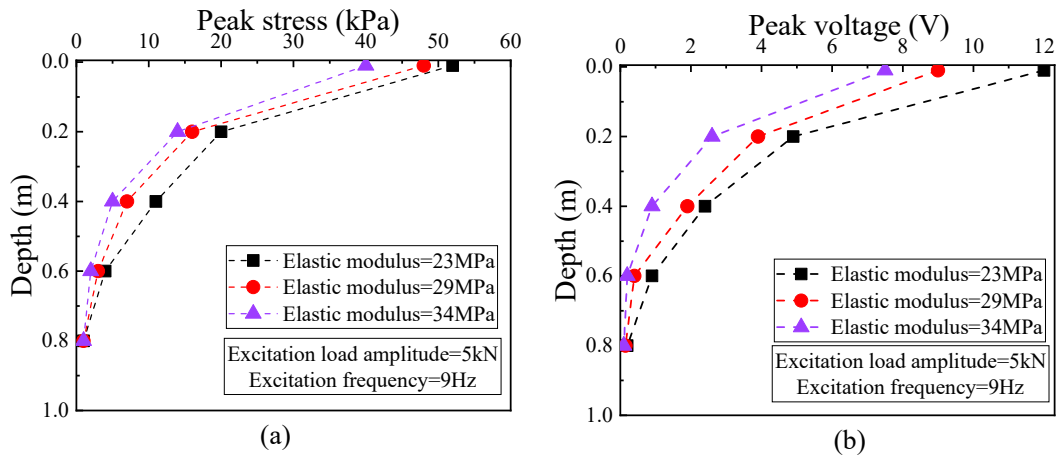 Peak stress (kPa)
0 10 20 30 40 50 60
0.0
0.2
0.4
0.6
0.8
1.0
Depth (m)
Elastic modulus=23MPa
Elastic modulus=29MPa
Elastic modulus=34MPa
Excitation load amplitude=5kN
Excitation frequency=9Hz
(a)
Peak voltage (V)
0 2 4 6 8 10 12
0.0
0.2
0.4
0.6
0.8
1.0
Depth (m)
Elastic modulus=23MPa
Elastic modulus=29MPa
Elastic modulus=34MPa
Excitation load amplitude=5kN
Excitation frequency=9Hz
(b)